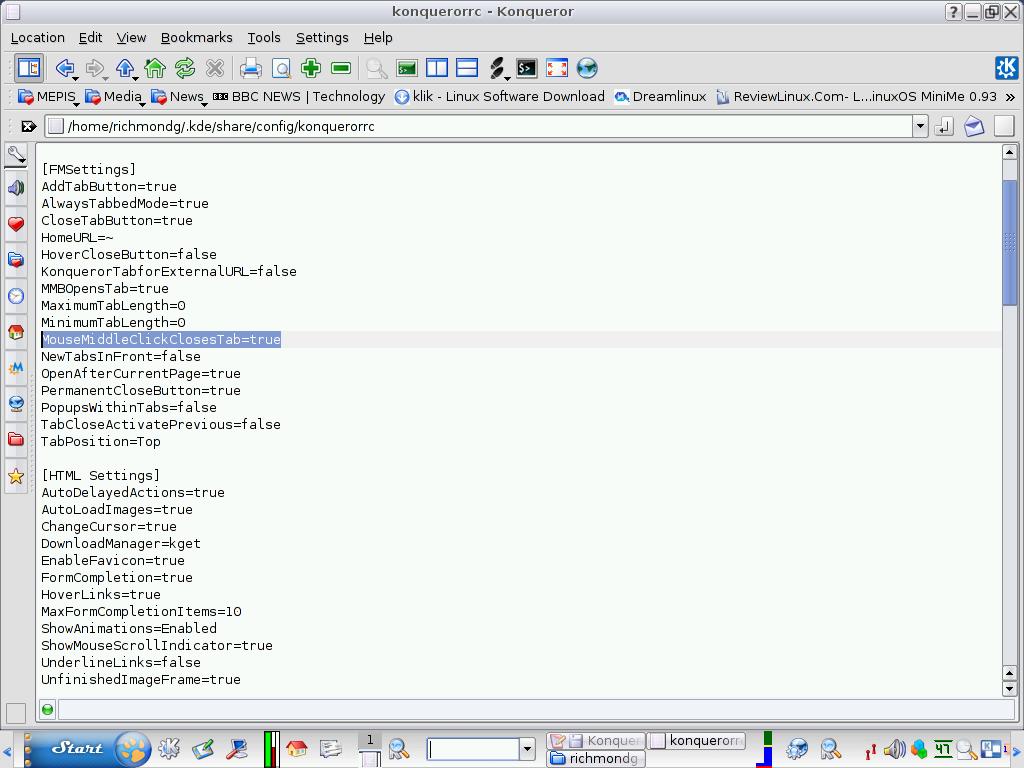 konquerorrc - Konqueror
Location Edit View Bookmarks Tools Settings Help
MEPIS Media News BBC BBC NEWS | Technology klik - Linux Software Download Dreamlinux ReviewLinux.Com- L...inuxOS MiniMe 0.93 »
/home/richmondg/.kde/share/config/konquerorrc
[FMSettings]
AddTabButton=true
AlwaysTabbedMode=true
CloseTabButton=true
HomeURL=~
HoverCloseButton=false
KonquerorTabforExternalURL=false
MMBOpensTab=true
MaximumTabLength=0
MinimumTabLength=0
MouseMiddleClickClosesTab=true
NewTabsInFront=false
OpenAfterCurrentPage=true
PermanentCloseButton=true
PopupsWithinTabs=false
TabCloseActivatePrevious=false
TabPosition=Top
[HTML Settings]
AutoDelayedActions=true
AutoLoadImages=true
ChangeCursor=true
DownloadManager=kget
EnableFavicon=true
FormCompletion=true
HoverLinks=true
MaxFormCompletionItems=10
ShowAnimations=Enabled
ShowMouseScrollIndicator=true
UnderlineLinks=false
UnfinishedImageFrame=true
Start 1 Konquer konquerorr 47 1
richmondg